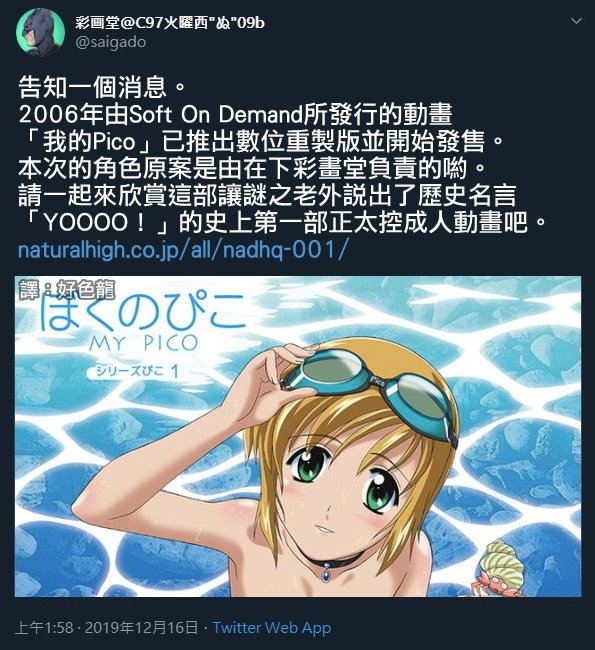 彩画堂@C97火曜西"ぬ"09b
@saigado
告知一個消息。
2006年由Soft On Demand所發行的動畫
「我的Pico」已推出數位重製版並開始發售。
本次的角色原案是由在下彩畫堂負責的喲。
請一起來欣賞這部讓謎之老外說出了歷史名言
「YOOOO！」的史上第一部正太控成人動畫吧。
naturalhigh.co.jp/all/nadhq-001/
譯：好色龍
ぼくのぴこ
MY PICO
シリーズぴこ 1
PICO
上午1:58 · 2019年12月16日 · Twitter Web App